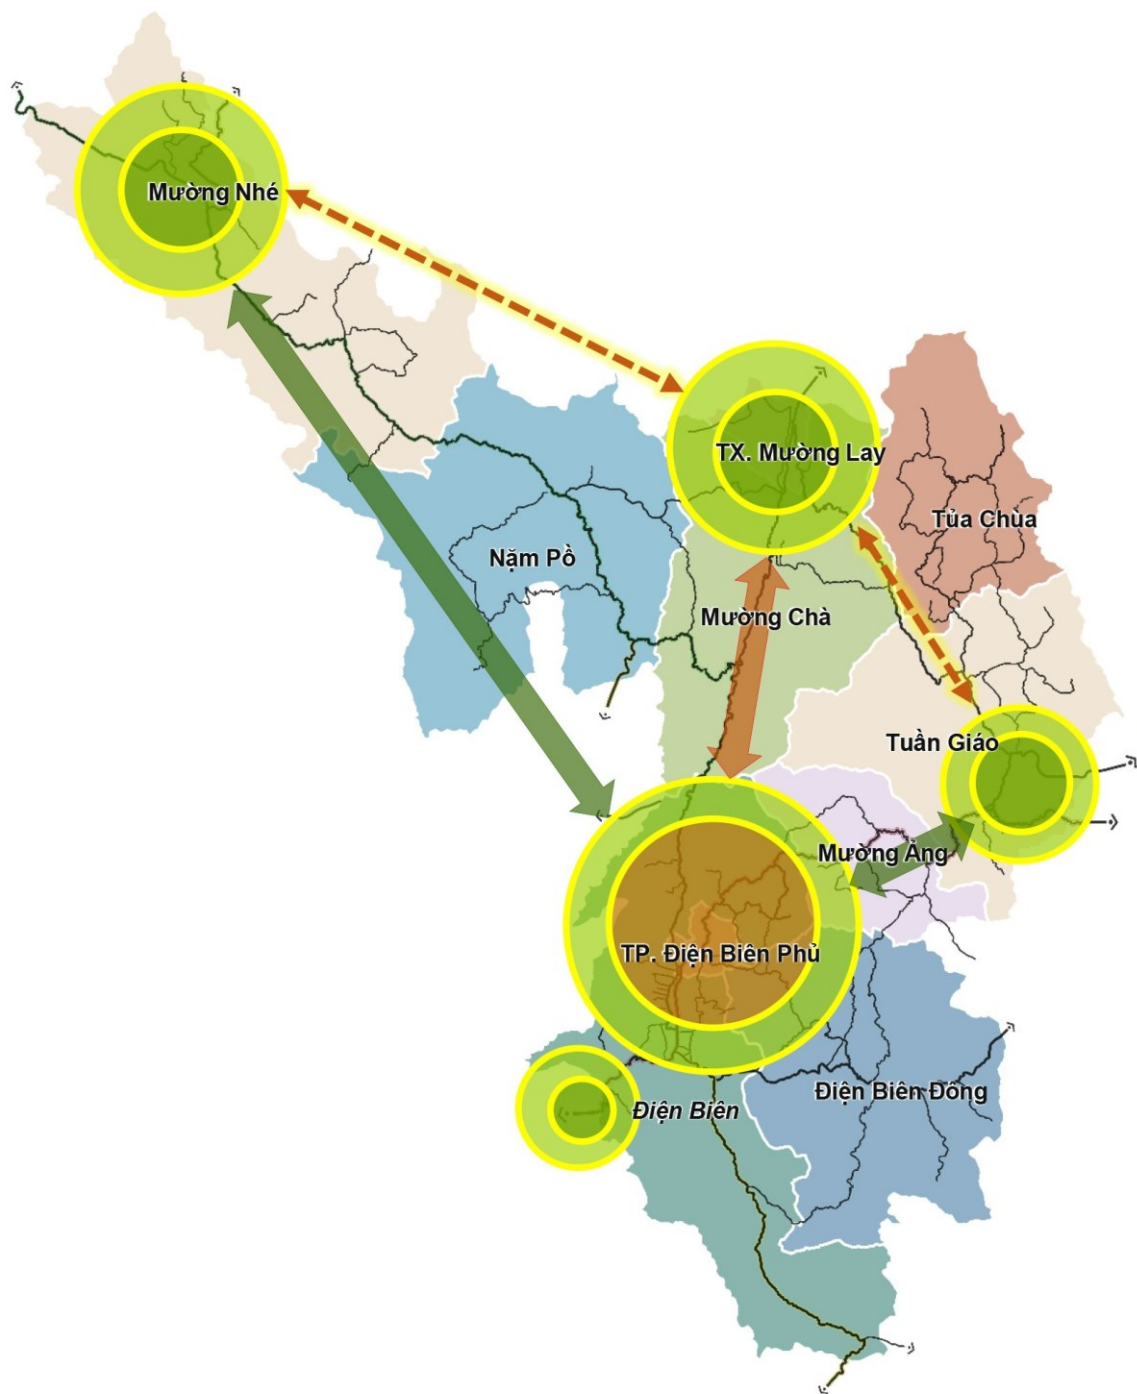 Mường Nhé
TX. Mường Lay
Tủa Chùa
Nặm Pồ
Mường Chà
Tuần Giáo
Mường Ảng
TP. Điện Biên Phủ
Điện Biên Đông
Điện Biên